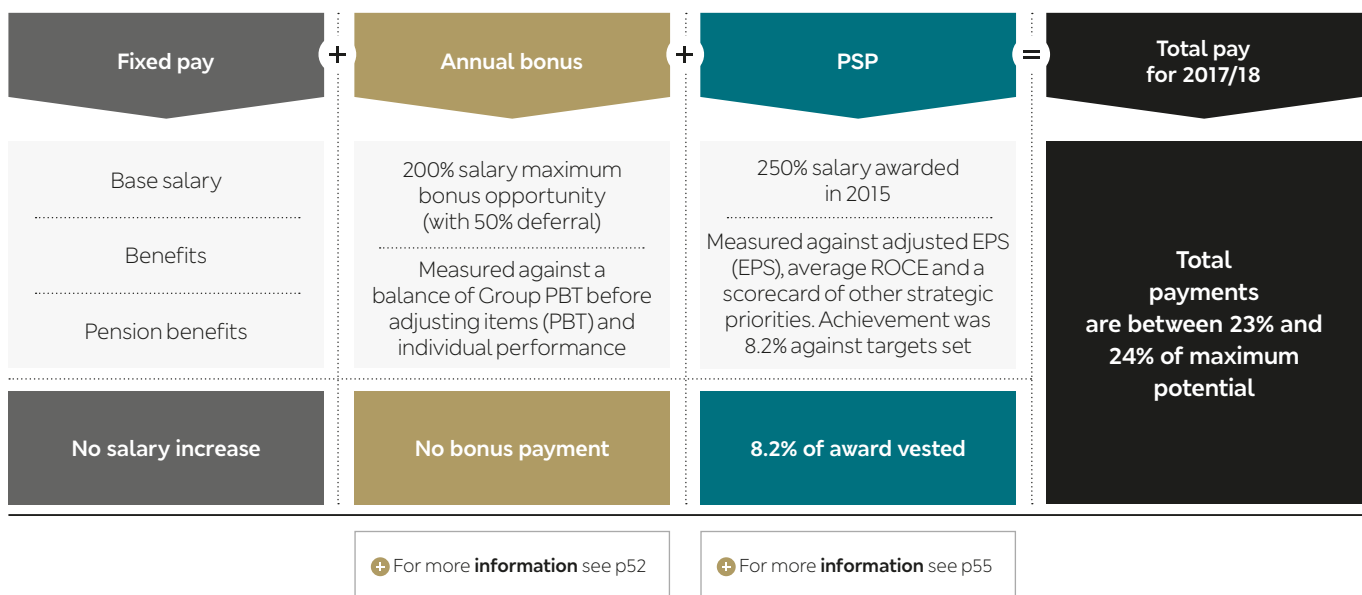 Fixed pay
+
Annual bonus
+
PSP
=
Total pay
for 2017/18
Base salary
Benefits
Pension benefits
200% salary maximum
bonus opportunity
(with 50% deferral)
Measured against a
balance of Group PBT before
adjusting items (PBT) and
individual performance
250% salary awarded
in 2015
Measured against adjusted EPS
(EPS), average ROCE and a
scorecard of other strategic
priorities. Achievement was
8.2% against targets set
Total
payments
are between 23% and
24% of maximum
potential
No salary increase
No bonus payment
8.2% of award vested
+ For more information see p52
+ For more information see p55